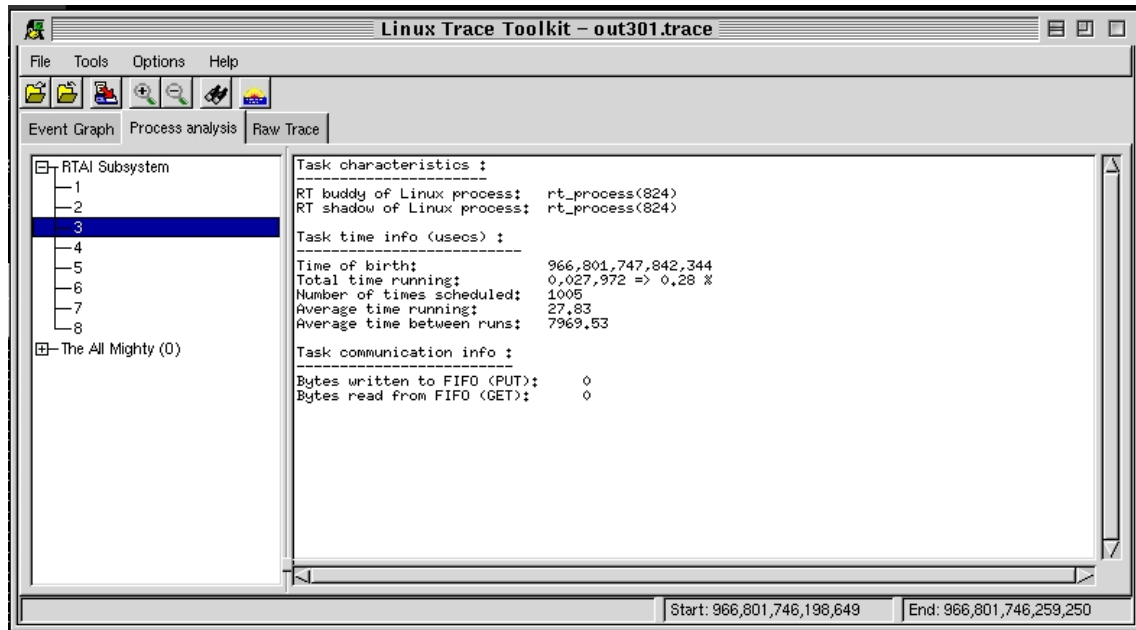 Linux Trace Toolkit – out301.trace
File Tools Options Help
Event Graph Process analysis Raw Trace
RTAI Subsystem
1
2
3
4
5
6
7
8
The All Mighty (0)
Task characteristics :
----------------------
RT buddy of Linux process: rt_process(824)
RT shadow of Linux process: rt_process(824)
Task time info (usecs) :
--------------------------
Time of birth: 966,801,747,842,344
Total time running: 0,027,972 => 0.28 %
Number of times scheduled: 1005
Average time running: 27.83
Average time between runs: 7969.53
Task communication info :
-------------------------
Bytes written to FIFO (PUT): 0
Bytes read from FIFO (GET): 0
Start: 966,801,746,198,649 End: 966,801,746,259,250